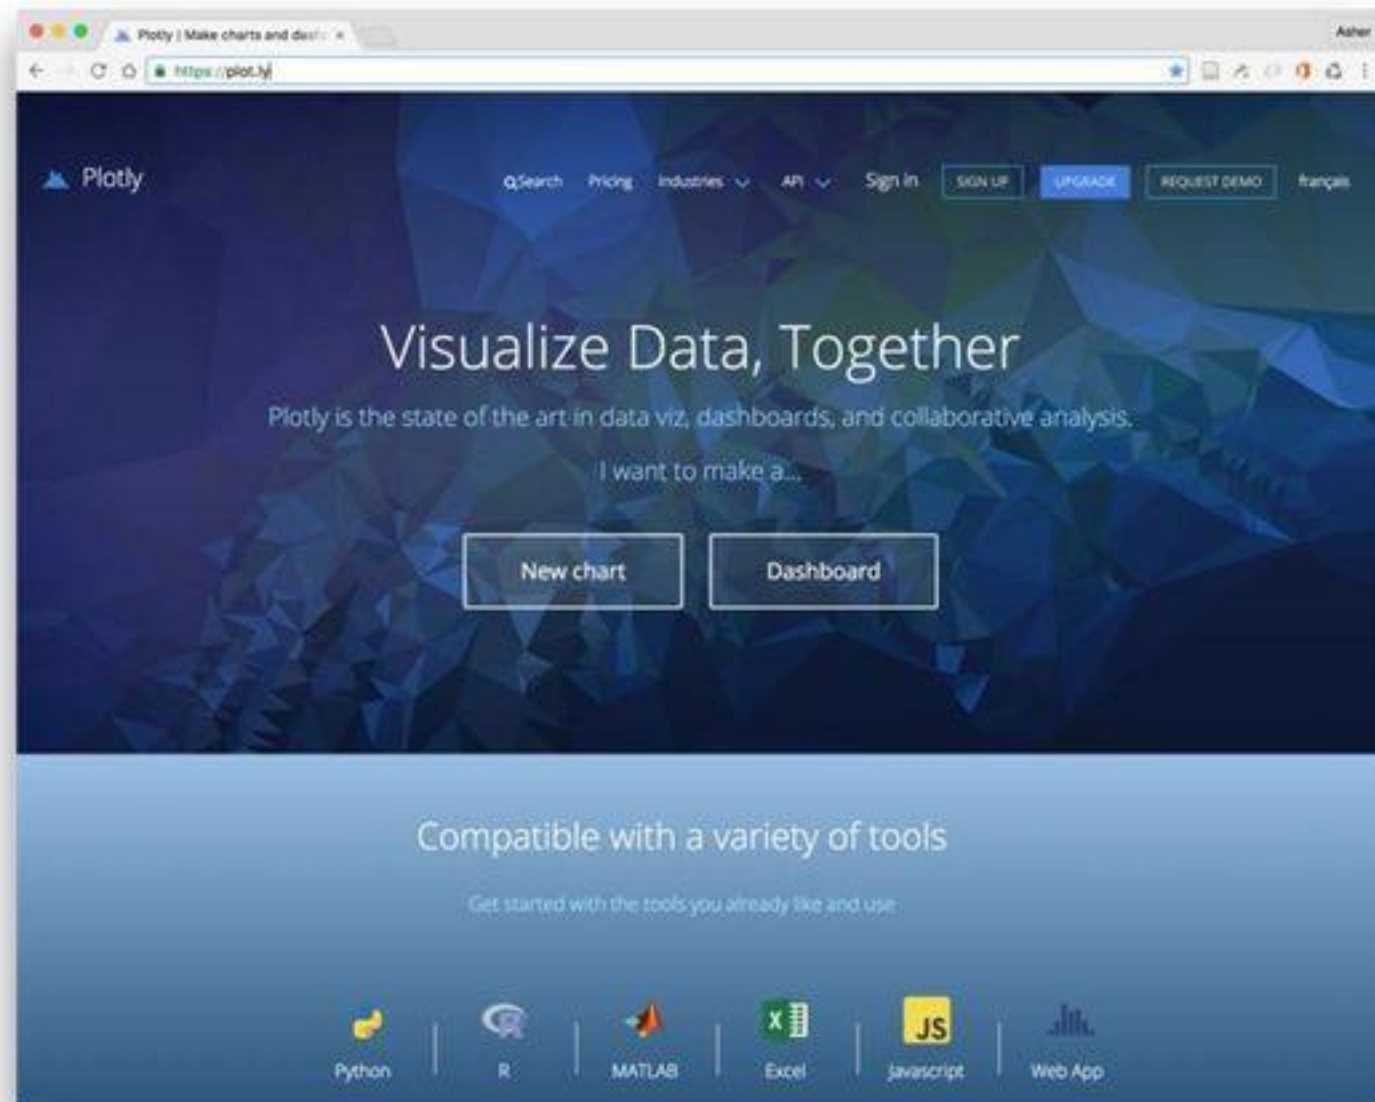 Plotly | Make charts and dash
Asher
https://plot.ly
Plotly
Search Pricing Industries API Sign in SIGN UP UPGRADE REQUEST DEMO français
Visualize Data, Together
Plotly is the state of the art in data viz, dashboards, and collaborative analysis.
I want to make a...
New chart Dashboard
Compatible with a variety of tools
Get started with the tools you already like and use
X JS
Python R MATLAB Excel Javascript Web App